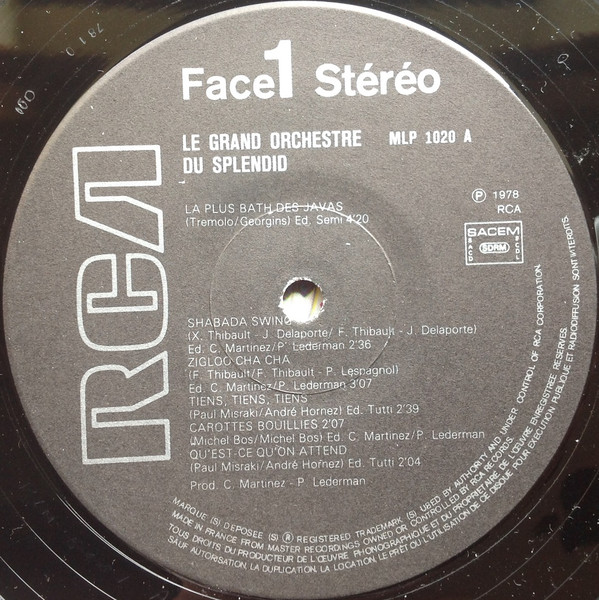 Face 1 Stéréo
LE GRAND ORCHESTRE
DU SPLENDID
MLP 1020 A
RCA
LA PLUS BATH DES JAVAS
(Tremolo/Georgins) Ed. Semi 4'20
Ⓟ 1978
RCA
SACEM
SACD
SDRM
SGDL
SHABADA SWING
(X. Thibault - J. Delaporte/ F. Thibault - J. Delaporte)
Ed. C. Martinez/P. Lederman 2'36
ZIGLOO CHA CHA
(F. Thibault/F. Thibault - P. Lesnagnol)
Ed. C. Martinez/P. Lederman 3'07
TIENS, TIENS, TIENS
(Paul Misraki/André Hornez) Ed. Tutti 2'39
CAROTTES BOUILLIES 2'07
(Michel Bos/Michel Bos) Ed. C. Martinez/P. Lederman
QU'EST-CE QU'ON ATTEND
(Paul Misraki/André Hornez) Ed. Tutti 2'04
Prod. C. Martinez - P. Lederman
MARQUE (S) DEPOSEE (S) ® REGISTERED TRADEMARK (S) USED BY AUTHORITY AND UNDER CONTROL OF RCA CORPORATION.
MADE IN FRANCE FROM MASTER RECORDINGS OWNED OR CONTROLLED BY RCA RECORDS.
TOUS DROITS DU PRODUCTEUR DE L'ŒUVRE PHONOGRAPHIQUE ET DU PROPRIETAIRE DE L'ŒUVRE ENREGISTREE RESERVES.
SAUF AUTORISATION, LA DUPLICATION, LA LOCATION, LE PRÊT OU L'UTILISATION DE CE DISQUE POUR EXECUTION PUBLIQUE ET RADIODIFFUSION SONT INTERDITS.